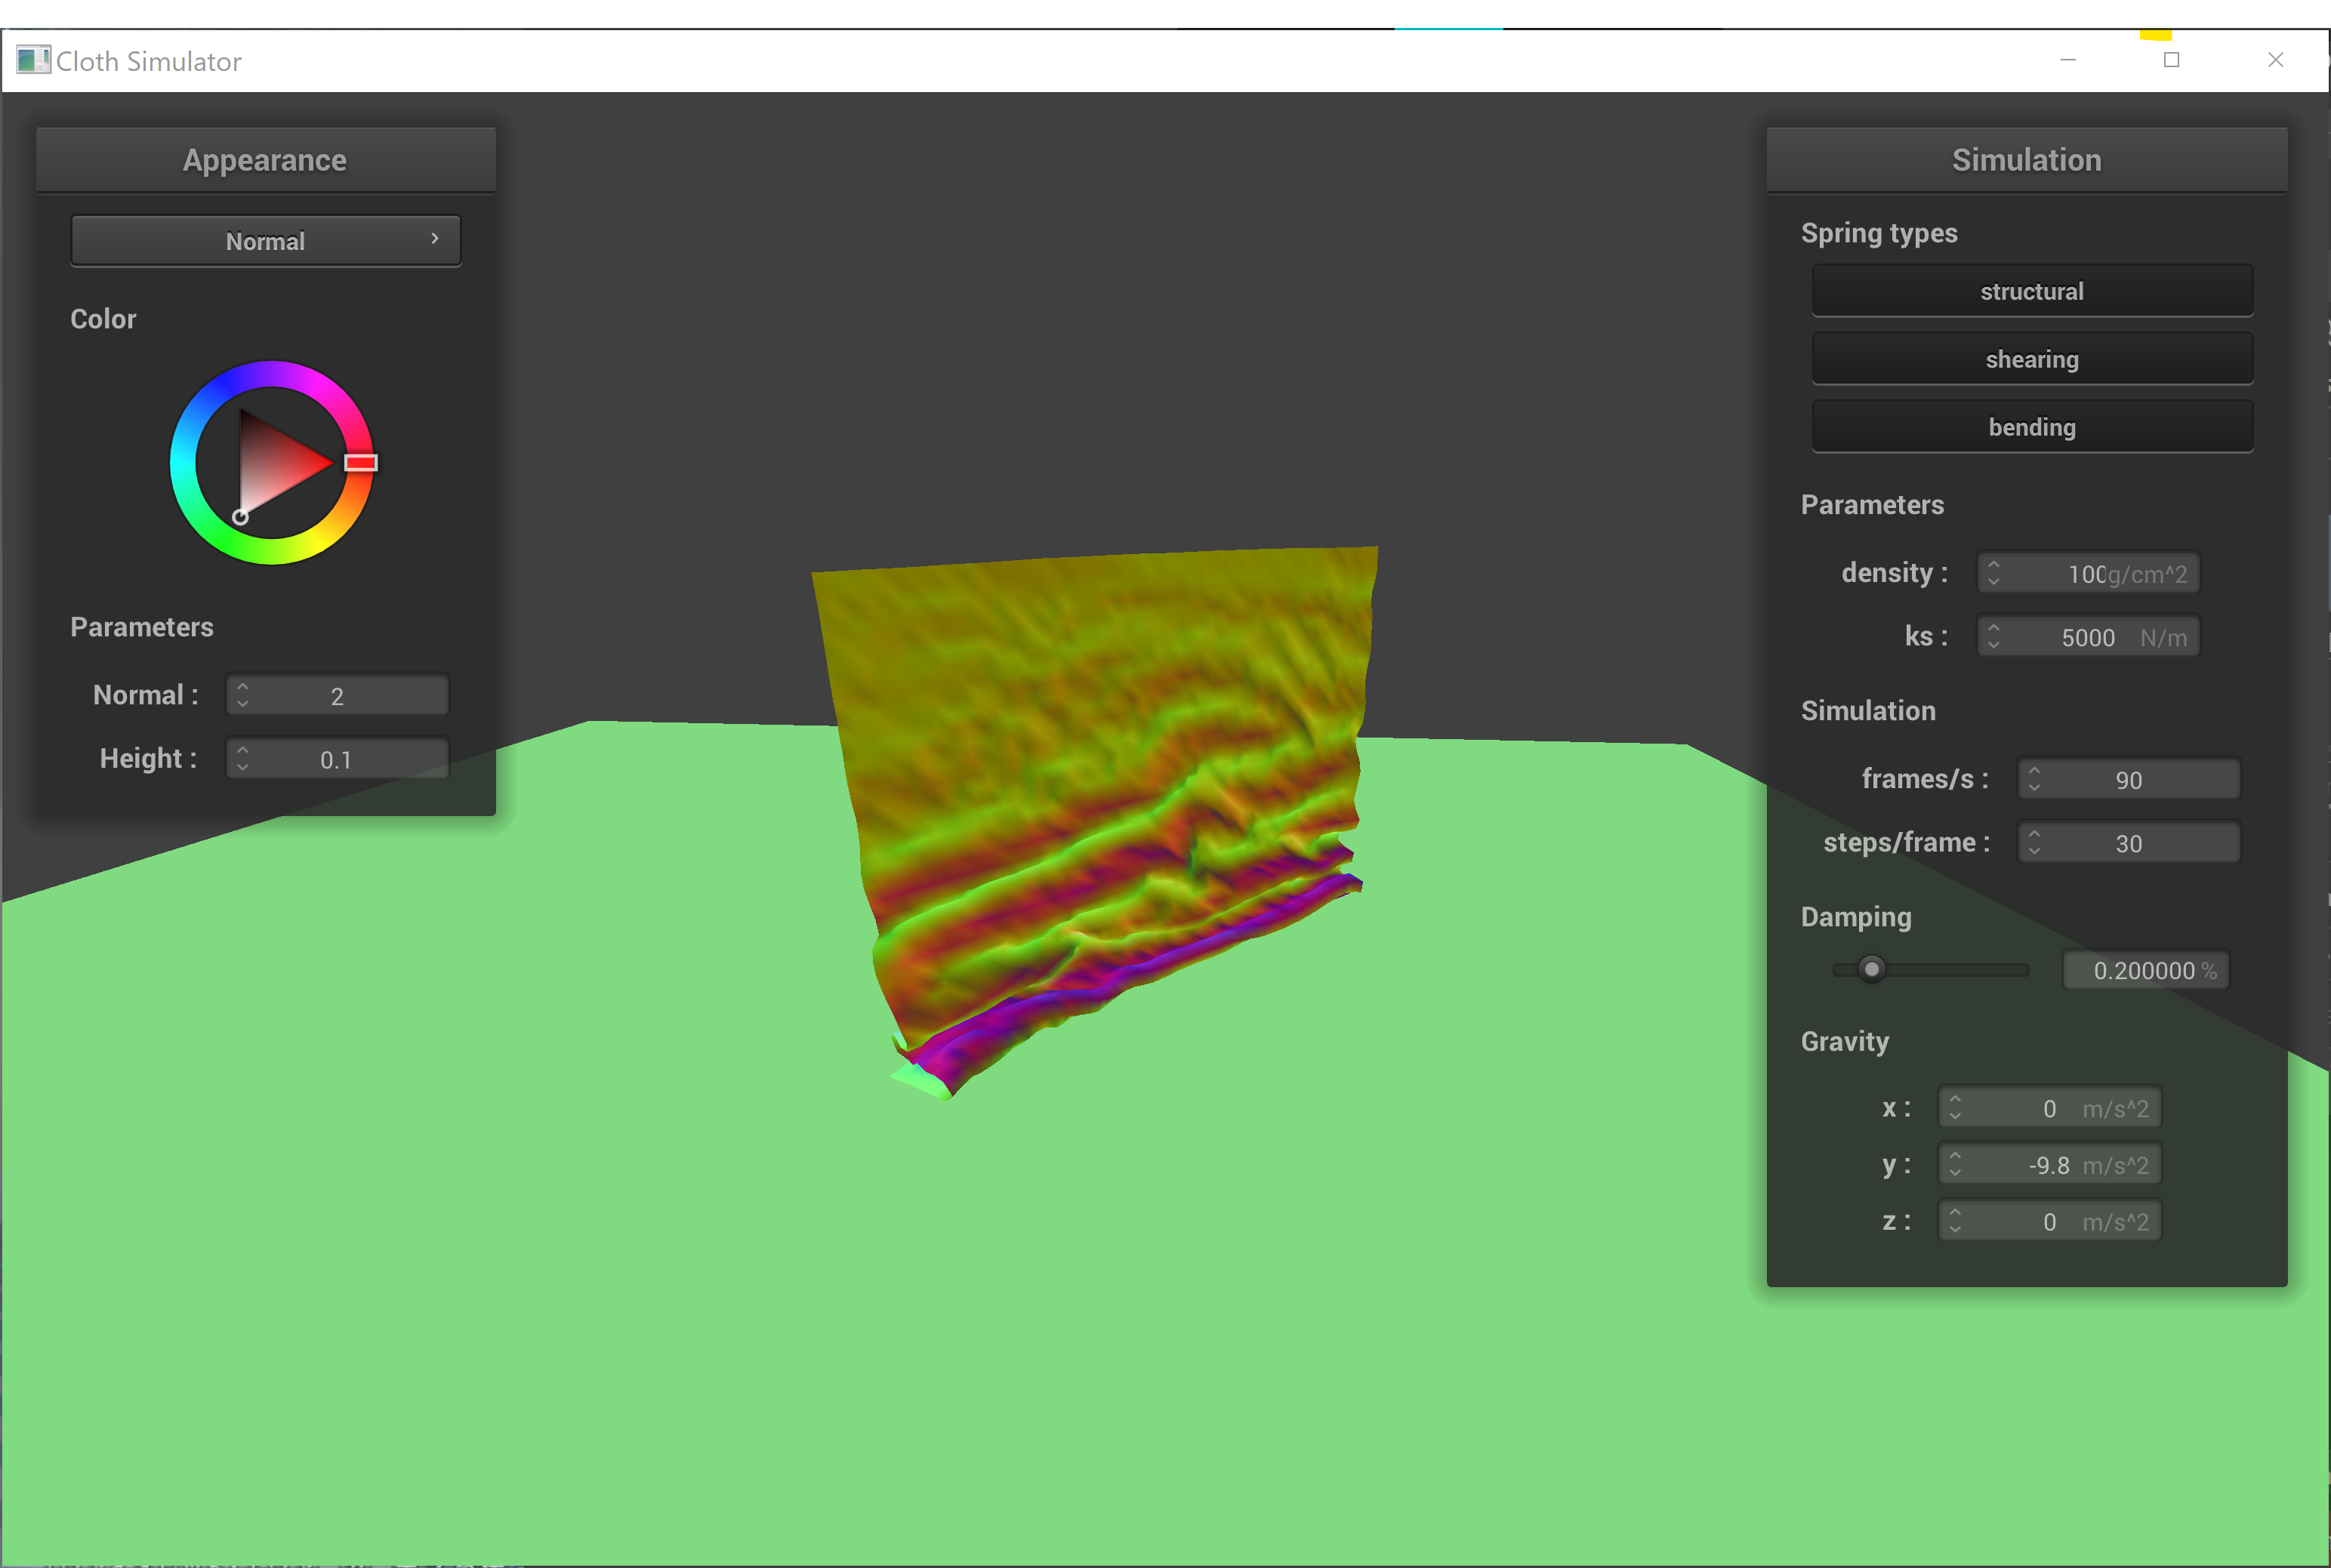 Cloth Simulator
Appearance
Normal
Color
Parameters
Normal : 2
Height : 0.1
Simulation
Spring types
structural
shearing
bending
Parameters
density : 100 g/cm^2
ks : 5000 N/m
Simulation
frames/s : 90
steps/frame : 30
Damping
0.200000 %
Gravity
x : 0 m/s^2
y : -9.8 m/s^2
z : 0 m/s^2